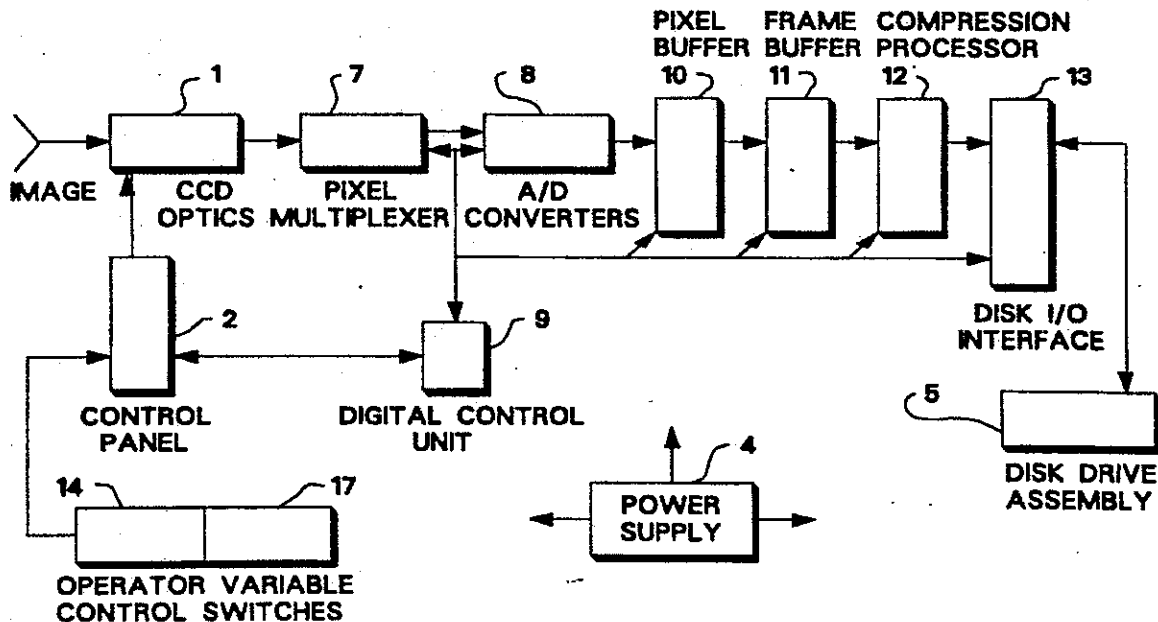 PIXEL FRAME COMPRESSION
BUFFER BUFFER PROCESSOR
1
7
8
10
11
12
13
IMAGE
CCD
OPTICS
PIXEL
MULTIPLEXER
A/D
CONVERTERS
2
9
DISK I/O
INTERFACE
CONTROL
PANEL
DIGITAL CONTROL
UNIT
5
4
DISK DRIVE
ASSEMBLY
14
17
POWER
SUPPLY
OPERATOR VARIABLE
CONTROL SWITCHES